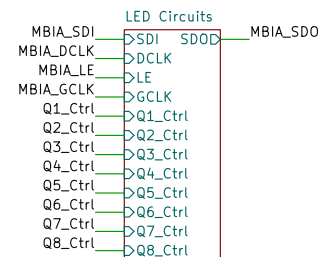 LED Circuits
MBIA_SDI SDI SDO MBIA_SDO
MBIA_DCLK DCLK
MBIA_LE LE
MBIA_GCLK GCLK
Q1_Ctrl Q1_Ctrl
Q2_Ctrl Q2_Ctrl
Q3_Ctrl Q3_Ctrl
Q4_Ctrl Q4_Ctrl
Q5_Ctrl Q5_Ctrl
Q6_Ctrl Q6_Ctrl
Q7_Ctrl Q7_Ctrl
Q8_Ctrl Q8_Ctrl